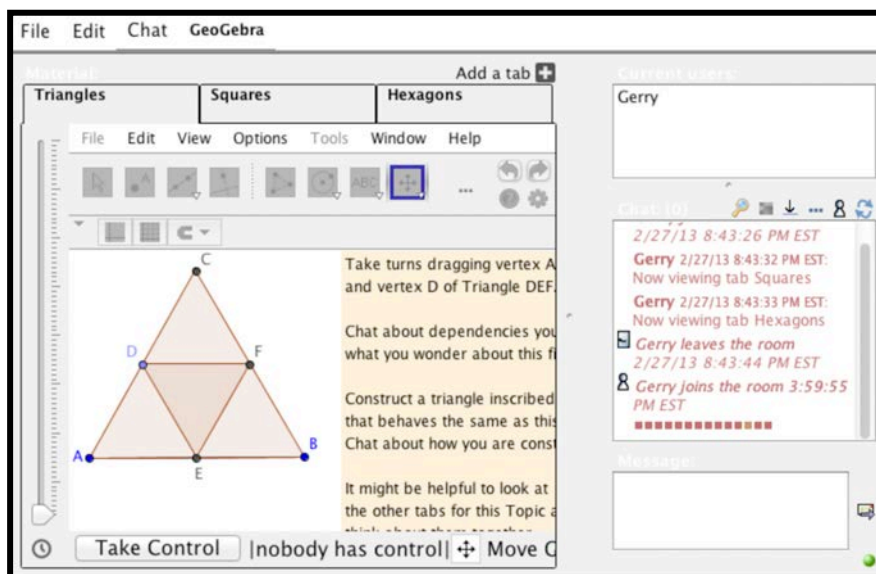 File Edit Chat GeoGebra
Material: Add a tab
Current users:
Triangles Squares Hexagons
Gerry
File Edit View Options Tools Window Help
A
ABC
...
Chat: (0)
2/27/13 8:43:26 PM EST
Gerry 2/27/13 8:43:32 PM EST:
Now viewing tab Squares
Gerry 2/27/13 8:43:33 PM EST:
Now viewing tab Hexagons
Gerry leaves the room
2/27/13 8:43:44 PM EST
Gerry joins the room 3:59:55
PM EST
C
D F
A B
E
Take turns dragging vertex A
and vertex D of Triangle DEF.
Chat about dependencies you
what you wonder about this fi
Construct a triangle inscribed
that behaves the same as this
Chat about how you are const
It might be helpful to look at
the other tabs for this Topic a
think about them together
Message:
Take Control |nobody has control| Move G